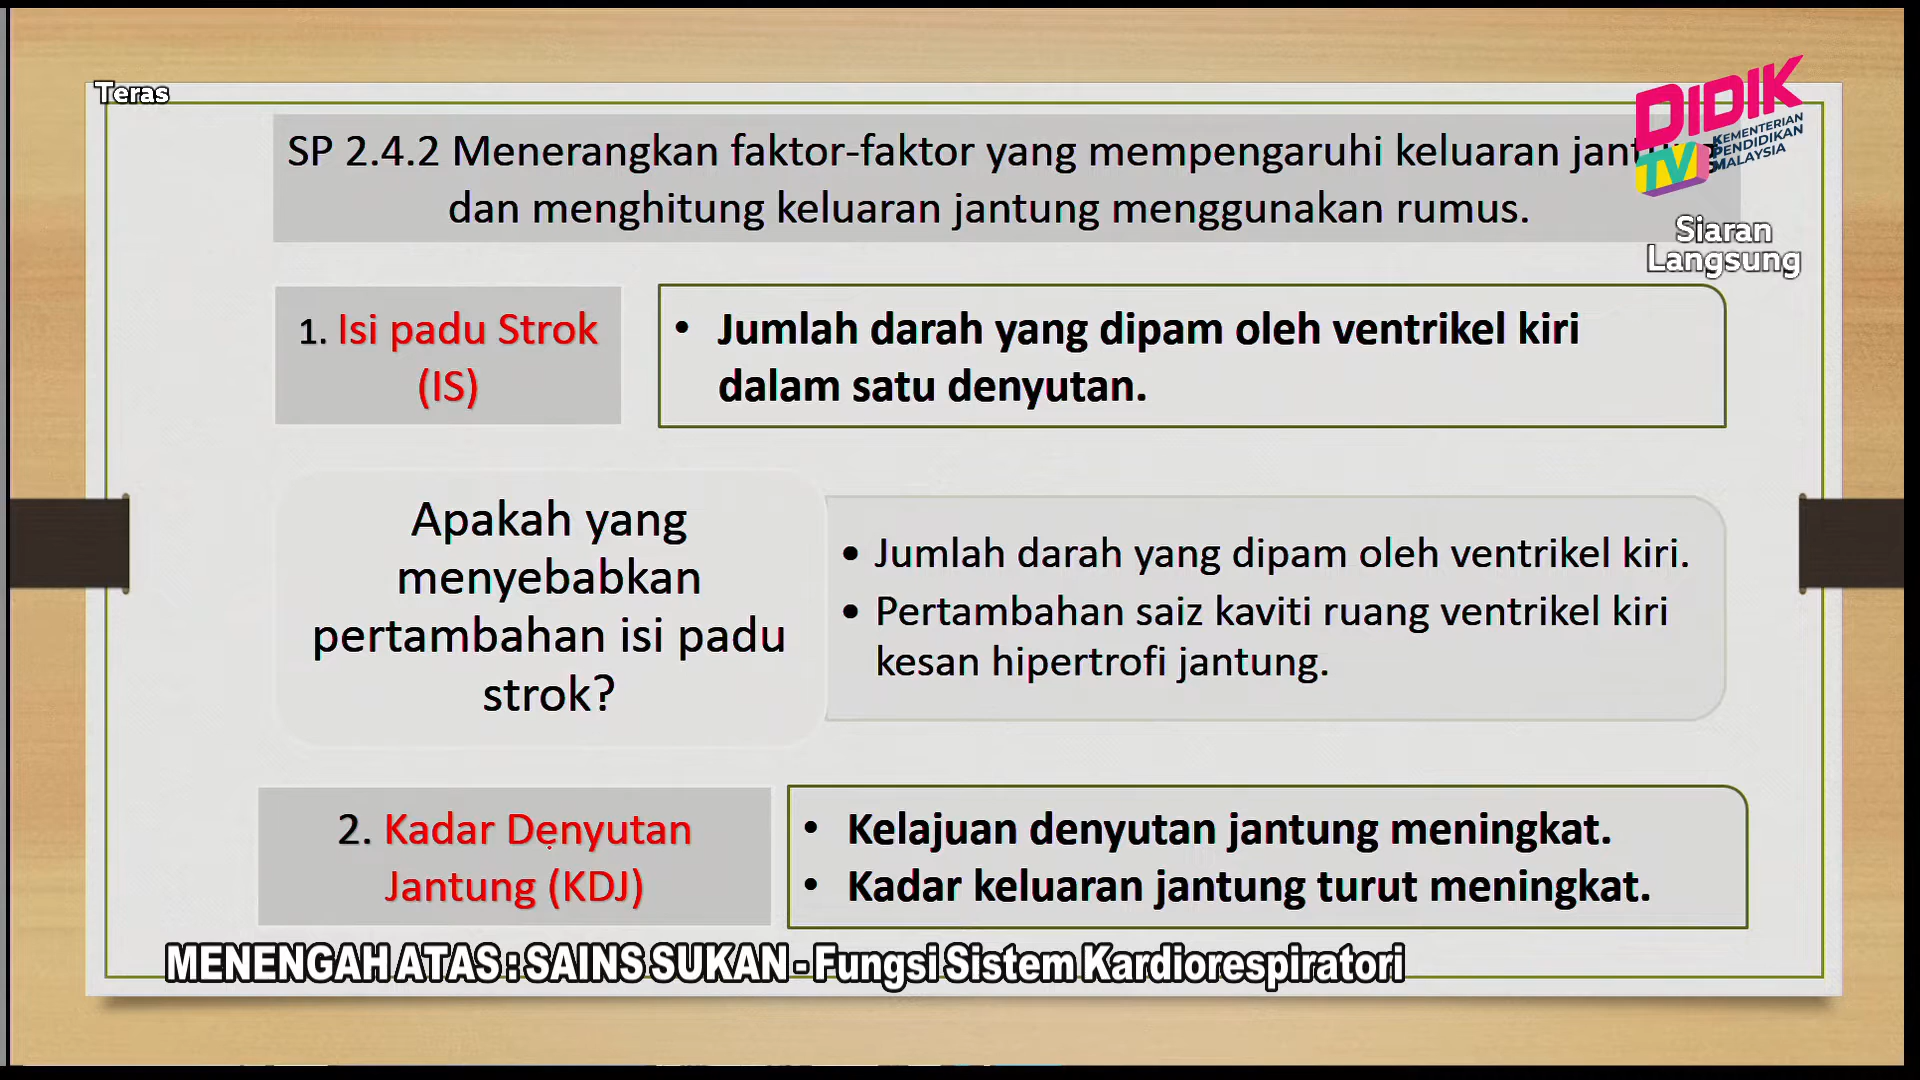 Teras
SP 2.4.2 Menerangkan faktor-faktor yang mempengaruhi keluaran jantung
dan menghitung keluaran jantung menggunakan rumus.
DIDIK
TV
KEMENTERIAN
PENDIDIKAN
MALAYSIA
Siaran
Langsung
1. Isi padu Strok
(IS)
• Jumlah darah yang dipam oleh ventrikel kiri
dalam satu denyutan.
Apakah yang
menyebabkan
pertambahan isi padu
strok?
• Jumlah darah yang dipam oleh ventrikel kiri.
• Pertambahan saiz kaviti ruang ventrikel kiri
kesan hipertrofi jantung.
2. Kadar Denyutan
Jantung (KDJ)
• Kelajuan denyutan jantung meningkat.
• Kadar keluaran jantung turut meningkat.
MENENGAH ATAS : SAINS SUKAN - Fungsi Sistem Kardiorespiratori